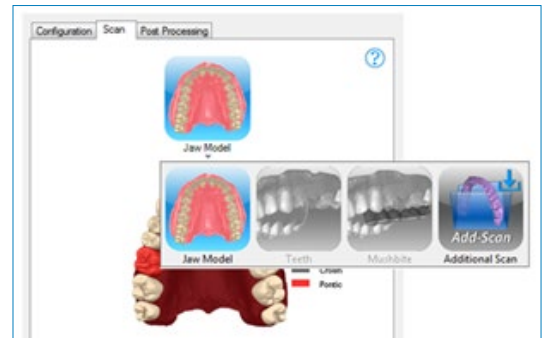 Configuration Scan Post Processing
?
Jaw Model
Add-Scan
Jaw Model Teeth Mushbite Additional Scan
Crown
Pontic